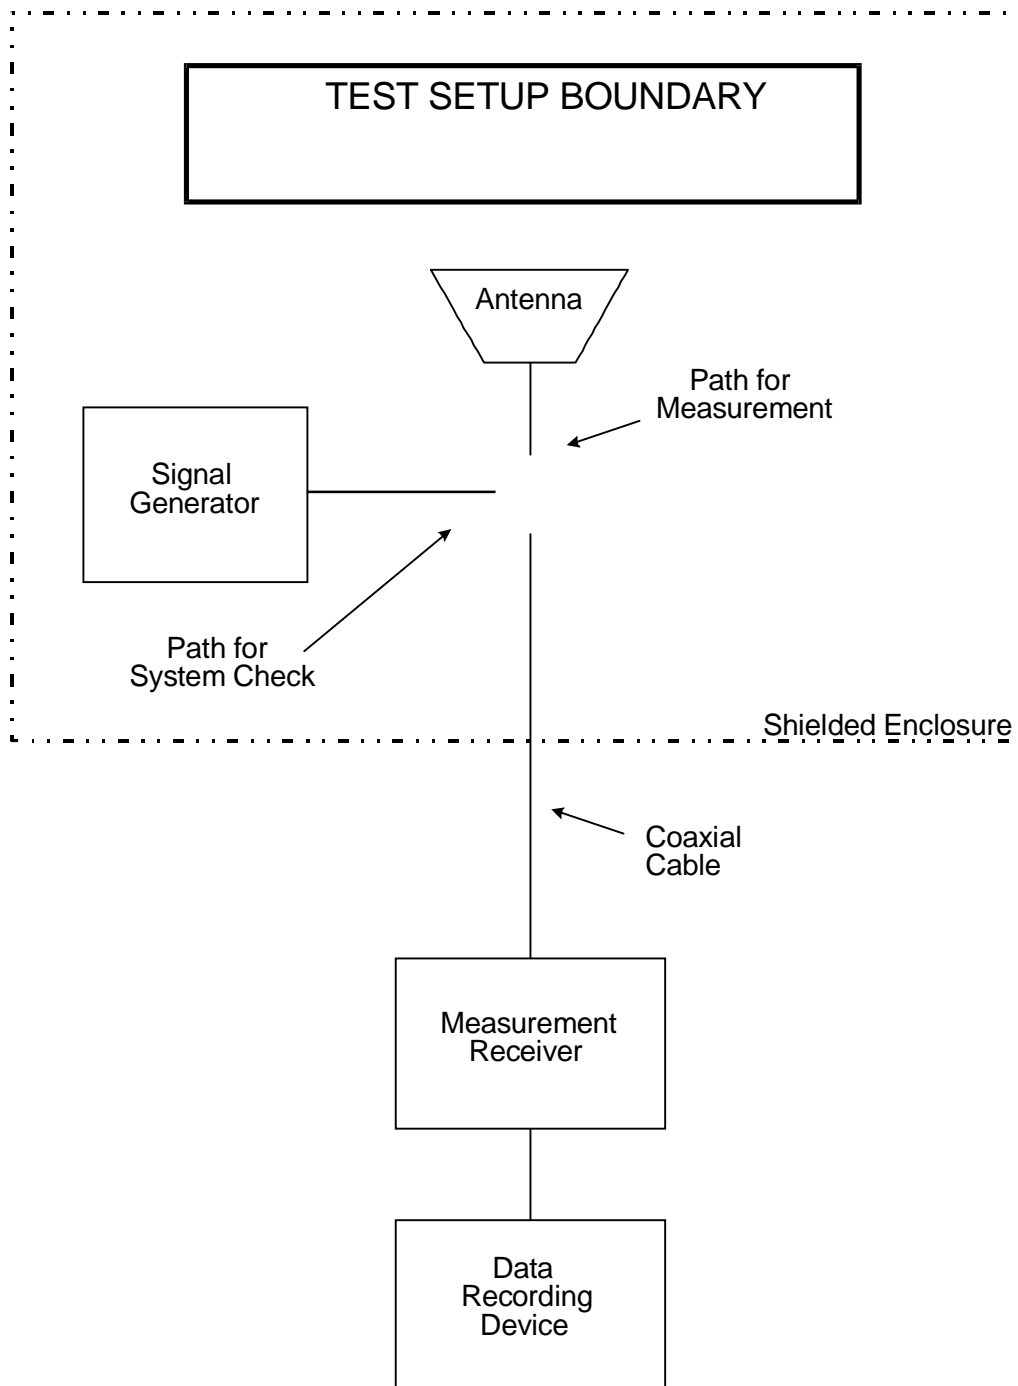 TEST SETUP BOUNDARY
Antenna
Path for
Measurement
Signal
Generator
Path for
System Check
Shielded Enclosure
Coaxial
Cable
Measurement
Receiver
Data
Recording
Device